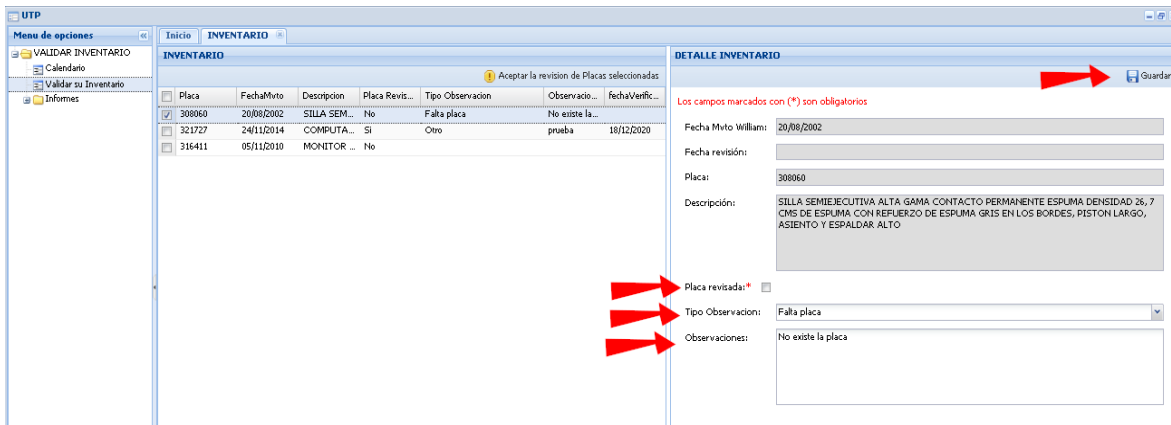 UTP
Menu de opciones
VALIDAR INVENTARIO
Calendario
Validar su Inventario
Informes
Inicio INVENTARIO
INVENTARIO
Aceptar la revision de Placas seleccionadas
Placa FechaMvto Descripcion Placa Revis... Tipo Observacion Observacio... fechaVerific...
308060 20/08/2002 SILLA SEM... No Falta placa No existe la...
321727 24/11/2014 COMPUTA... Si Otro prueba 18/12/2020
316411 05/11/2010 MONITOR ... No
DETALLE INVENTARIO
Guardar
Los campos marcados con (*) son obligatorios
Fecha Mvto William: 20/08/2002
Fecha revisión:
Placa: 308060
Descripción: SILLA SEMIEJECUTIVA ALTA GAMA CONTACTO PERMANENTE ESPUMA DENSIDAD 26, 7
CMS DE ESPUMA CON REFUERZO DE ESPUMA GRIS EN LOS BORDES, PISTON LARGO,
ASIENTO Y ESPALDAR ALTO
Placa revisada:*
Tipo Observacion: Falta placa
Observaciones: No existe la placa